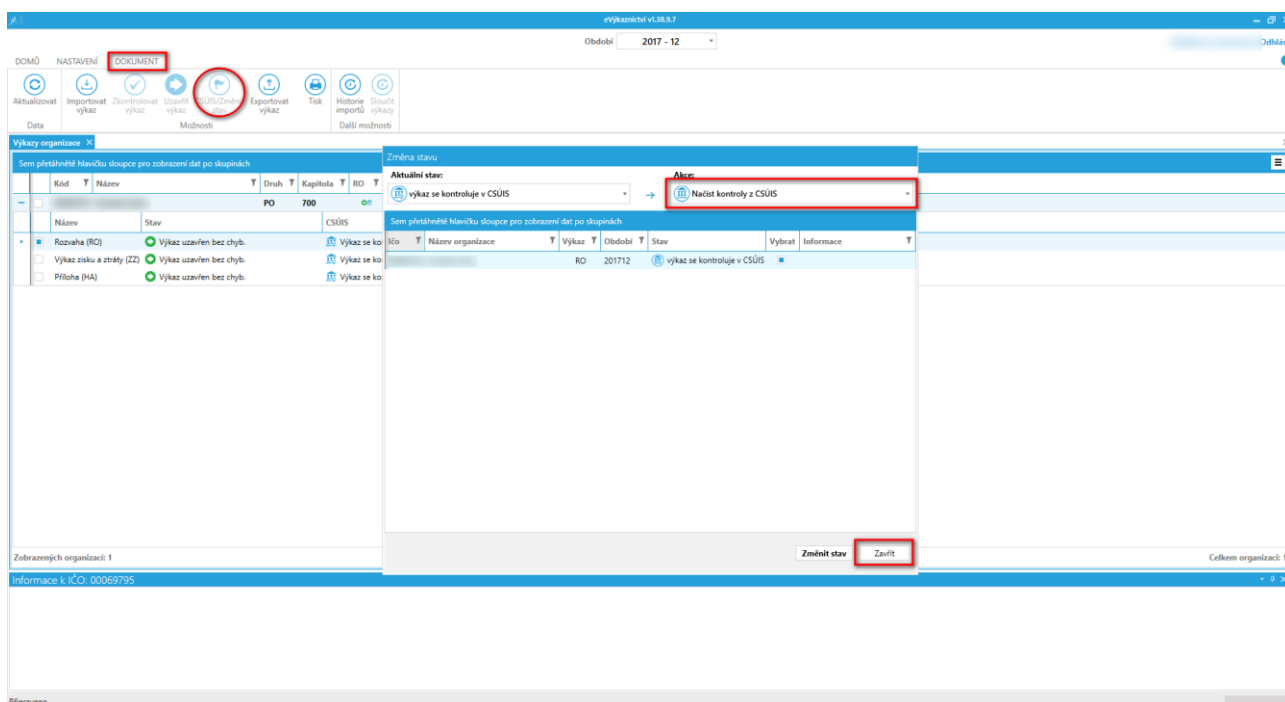 eVýkaznictví v1.38.9.7
Období 2017 - 12
Odhlás
DOMŮ NASTAVENÍ DOKUMENT
Aktualizovat Importovat výkaz Zkontrolovat výkaz Uzavřít výkaz CSÚIS/Změnit stav Exportovat výkaz Tisk Historie importů Sloučit výkazy
Data Možnosti Další možnosti
Výkazy organizace
Sem přetáhnětě hlavičku sloupce pro zobrazení dat po skupinách
Kód Název Druh Kapitola RO
PO 700
Název Stav CSÚIS
Rozvaha (RO) Výkaz uzavřen bez chyb. Výkaz se ko
Výkaz zisku a ztráty (ZZ) Výkaz uzavřen bez chyb. Výkaz se ko
Příloha (HA) Výkaz uzavřen bez chyb. Výkaz se ko
Změna stavu
Aktuální stav: Akce:
výkaz se kontroluje v CSÚIS → Načíst kontroly z CSÚIS
Sem přetáhnětě hlavičku sloupce pro zobrazení dat po skupinách
Ičo Název organizace Výkaz Období Stav Vybrat Informace
RO 201712 výkaz se kontroluje v CSÚIS
Změnit stav Zavřít
Zobrazených organizací: 1
Celkem organizací: 1
Informace k IČO: 00069795